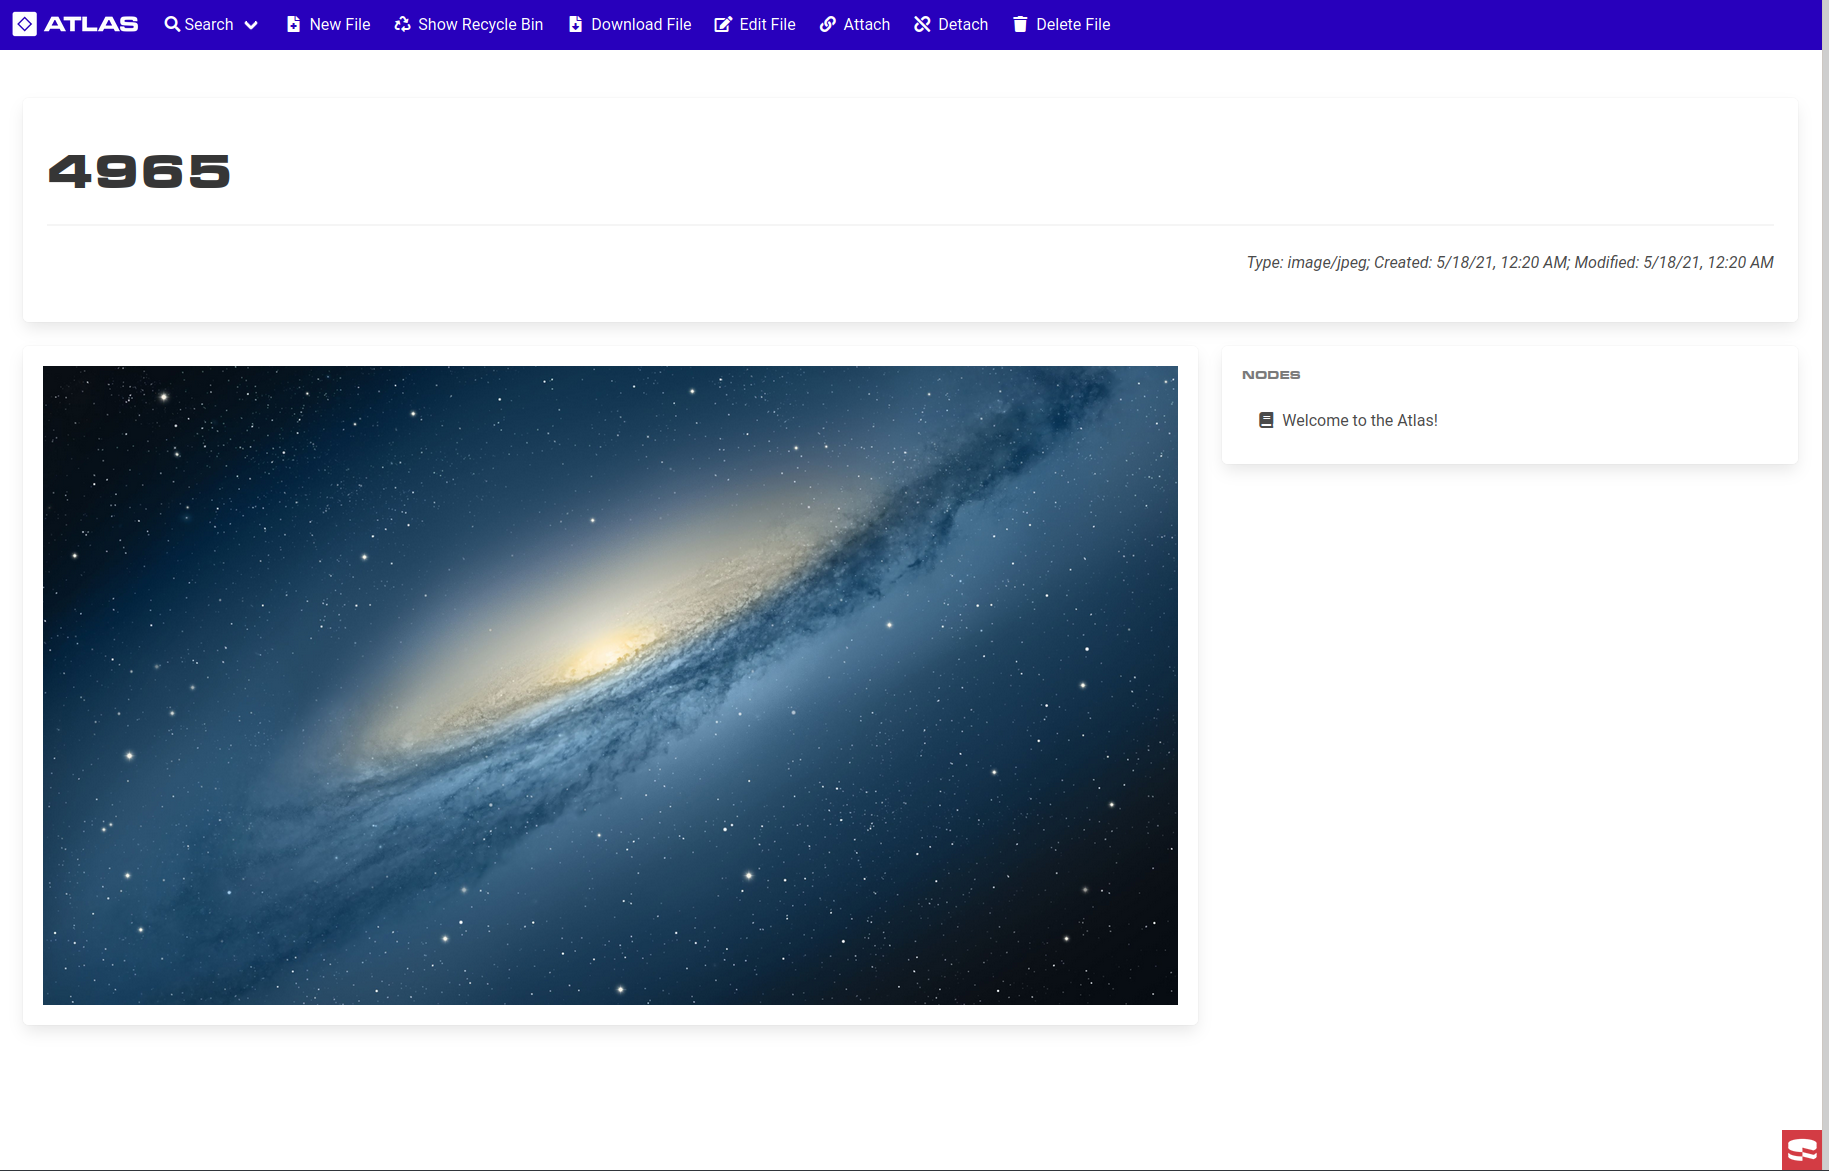 ATLAS Search New File Show Recycle Bin Download File Edit File Attach Detach Delete File
4965
Type: image/jpeg; Created: 5/18/21, 12:20 AM; Modified: 5/18/21, 12:20 AM
NODES
Welcome to the Atlas!